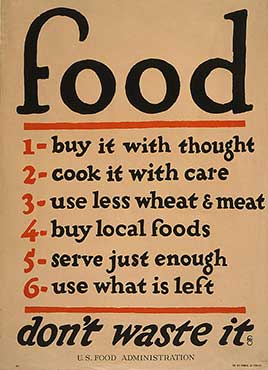 food
1- buy it with thought
2- cook it with care
3- use less wheat & meat
4- buy local foods
5- serve just enough
6- use what is left
don't waste it
U.S. FOOD ADMINISTRATION